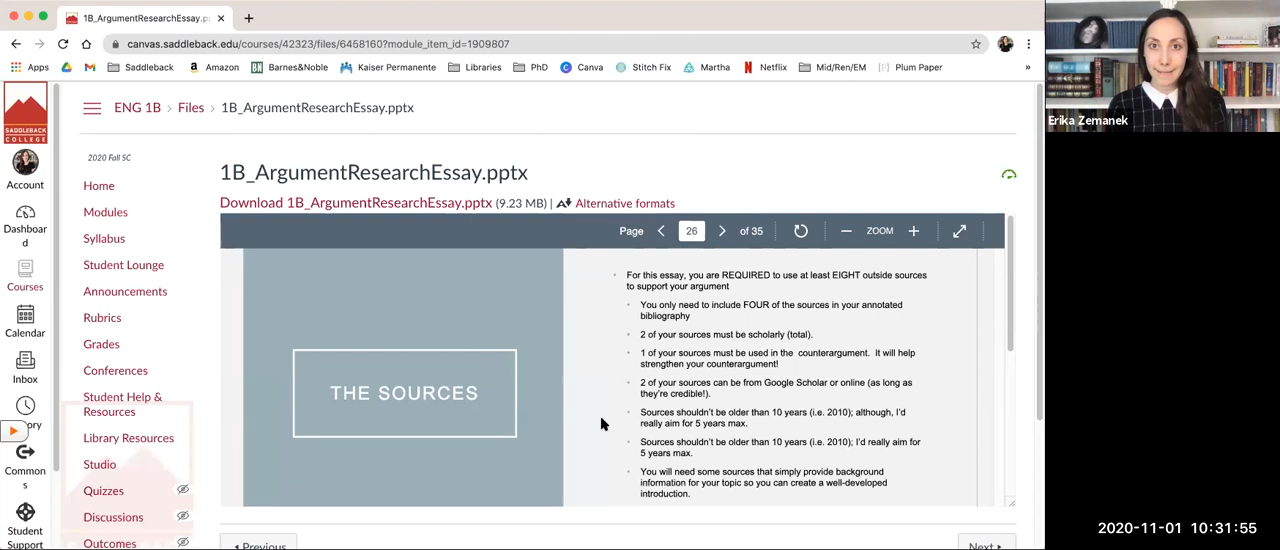 1B_ArgumentResearchEssay.p
canvas.saddleback.edu/courses/42323/files/6458160?module_item_id=1909807
Apps
Saddleback
Amazon
Barnes&Noble
Kaiser Permanente
Libraries
PhD
Canva
Stitch Fix
Martha
Netflix
Mid/Ren/EM
Plum Paper
»
Erika Zemanek
SADDLEBACK
COLLEGE
ENG 1B > Files > 1B_ArgumentResearchEssay.pptx
Account
Dashboar
d
Courses
Calendar
Inbox
ory
Common
s
Student
Support
2020 Fall SC
Home
Modules
Syllabus
Student Lounge
Announcements
Rubrics
Grades
Conferences
Student Help &
Resources
Library Resources
Studio
Quizzes
Discussions
Outcomes
1B_ArgumentResearchEssay.pptx
Download 1B_ArgumentResearchEssay.pptx (9.23 MB) | Alternative formats
Page 26 of 35 ZOOM
THE SOURCES
For this essay, you are REQUIRED to use at least EIGHT outside sources
to support your argument
You only need to include FOUR of the sources in your annotated
bibliography
2 of your sources must be scholarly (total).
1 of your sources must be used in the counterargument. It will help
strengthen your counterargument!
2 of your sources can be from Google Scholar or online (as long as
they're credible!).
Sources shouldn't be older than 10 years (i.e. 2010); although, I'd
really aim for 5 years max.
Sources shouldn't be older than 10 years (i.e. 2010); I'd really aim for
5 years max.
You will need some sources that simply provide background
information for your topic so you can create a well-developed
introduction.
Previous
Next
2020-11-01 10:31:55